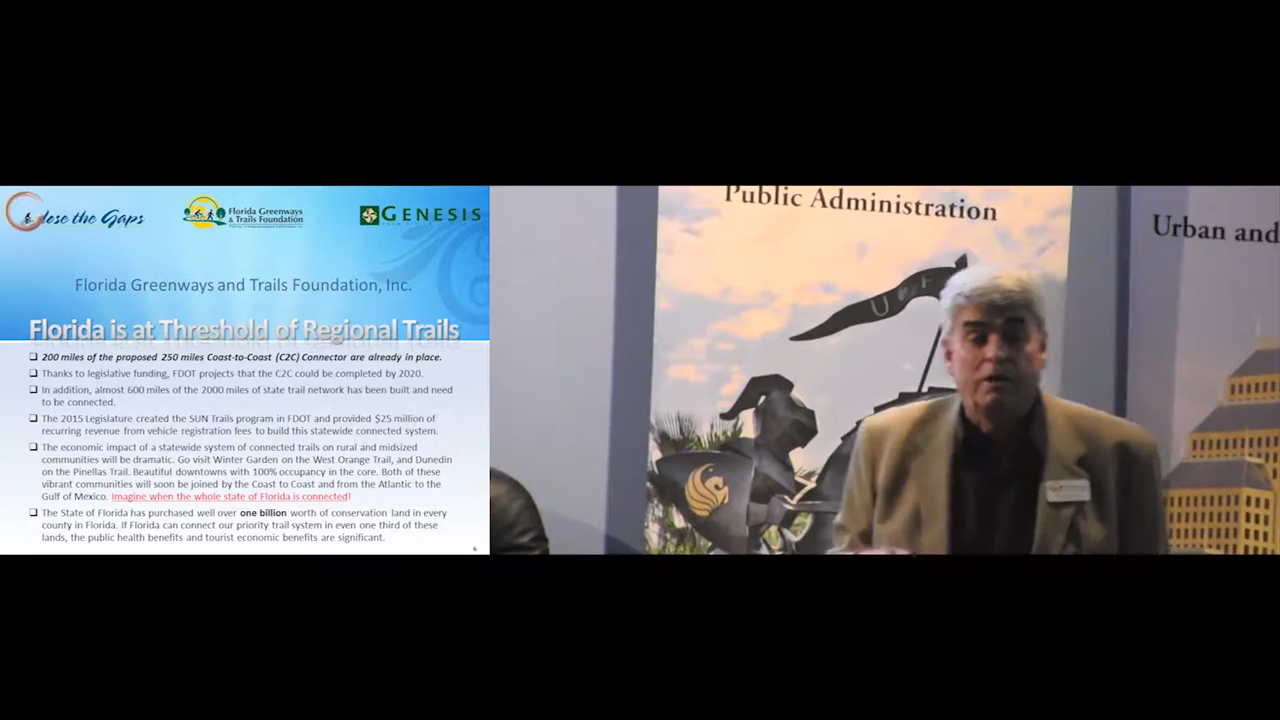 Close the Gaps
Florida Greenways
& Trails Foundation
GENESIS
Florida Greenways and Trails Foundation, Inc.
Florida is at Threshold of Regional Trails
❑ 200 miles of the proposed 250 miles Coast-to-Coast (C2C) Connector are already in place.
❑ Thanks to legislative funding, FDOT projects that the C2C could be completed by 2020.
❑ In addition, almost 600 miles of the 2000 miles of state trail network has been built and need
to be connected.
❑ The 2015 Legislature created the SUN Trails program in FDOT and provided $25 million of
recurring revenue from vehicle registration fees to build this statewide connected system.
❑ The economic impact of a statewide system of connected trails on rural and midsized
communities will be dramatic. Go visit Winter Garden on the West Orange Trail, and Dunedin
on the Pinellas Trail. Beautiful downtowns with 100% occupancy in the core. Both of these
vibrant communities will soon be joined by the Coast to Coast and from the Atlantic to the
Gulf of Mexico. Imagine when the whole state of Florida is connected!
❑ The State of Florida has purchased well over one billion worth of conservation land in every
county in Florida. If Florida can connect our priority trail system in even one third of these
lands, the public health benefits and tourist economic benefits are significant.
6
Public Administration
UCF
Urban and